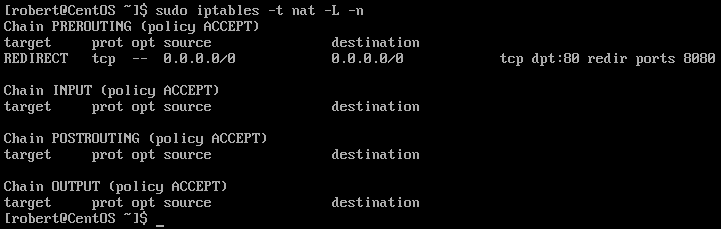 [robert@CentOS ~]$ sudo iptables -t nat -L -n
Chain PREROUTING (policy ACCEPT)
target     prot opt source               destination
REDIRECT   tcp  --  0.0.0.0/0            0.0.0.0/0            tcp dpt:80 redir ports 8080

Chain INPUT (policy ACCEPT)
target     prot opt source               destination

Chain POSTROUTING (policy ACCEPT)
target     prot opt source               destination

Chain OUTPUT (policy ACCEPT)
target     prot opt source               destination
[robert@CentOS ~]$ _